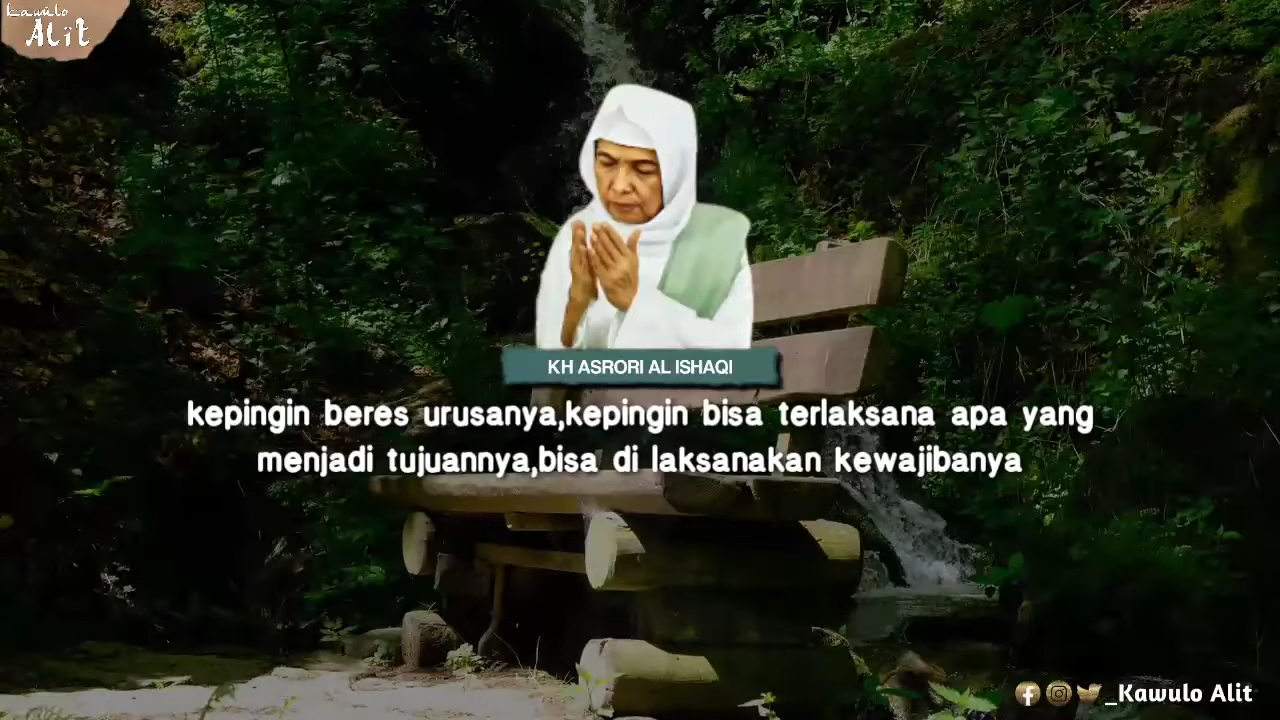 kawulo
Alit
KH ASRORI AL ISHAQI
kepingin beres urusanya,kepingin bisa terlaksana apa yang
menjadi tujuannya,bisa di laksanakan kewajibanya
_Kawulo Alit